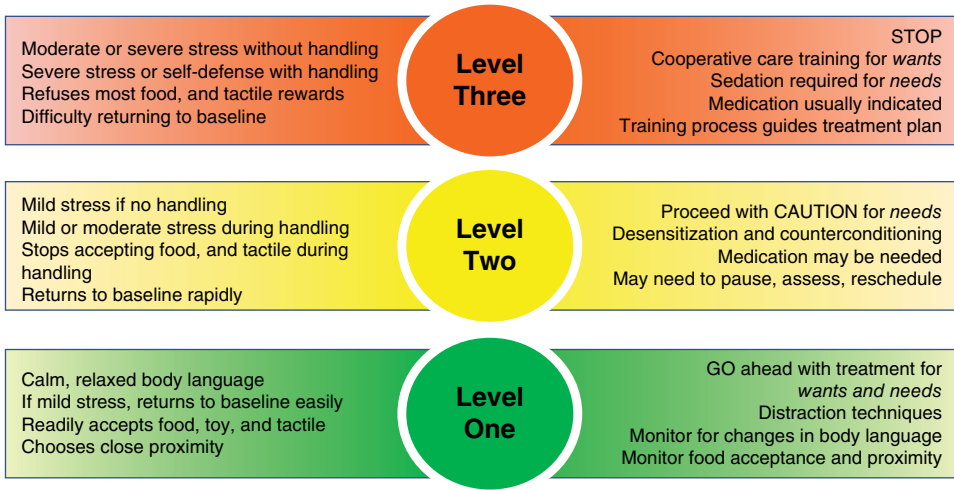 Moderate or severe stress without handling
Severe stress or self-defense with handling
Refuses most food, and tactile rewards
Difficulty returning to baseline
Level
Three
STOP
Cooperative care training for wants
Sedation required for needs
Medication usually indicated
Training process guides treatment plan
Mild stress if no handling
Mild or moderate stress during handling
Stops accepting food, and tactile during
handling
Returns to baseline rapidly
Level
Two
Proceed with CAUTION for needs
Desensitization and counterconditioning
Medication may be needed
May need to pause, assess, reschedule
Calm, relaxed body language
If mild stress, returns to baseline easily
Readily accepts food, toy, and tactile
Chooses close proximity
Level
One
GO ahead with treatment for
wants and needs
Distraction techniques
Monitor for changes in body language
Monitor food acceptance and proximity